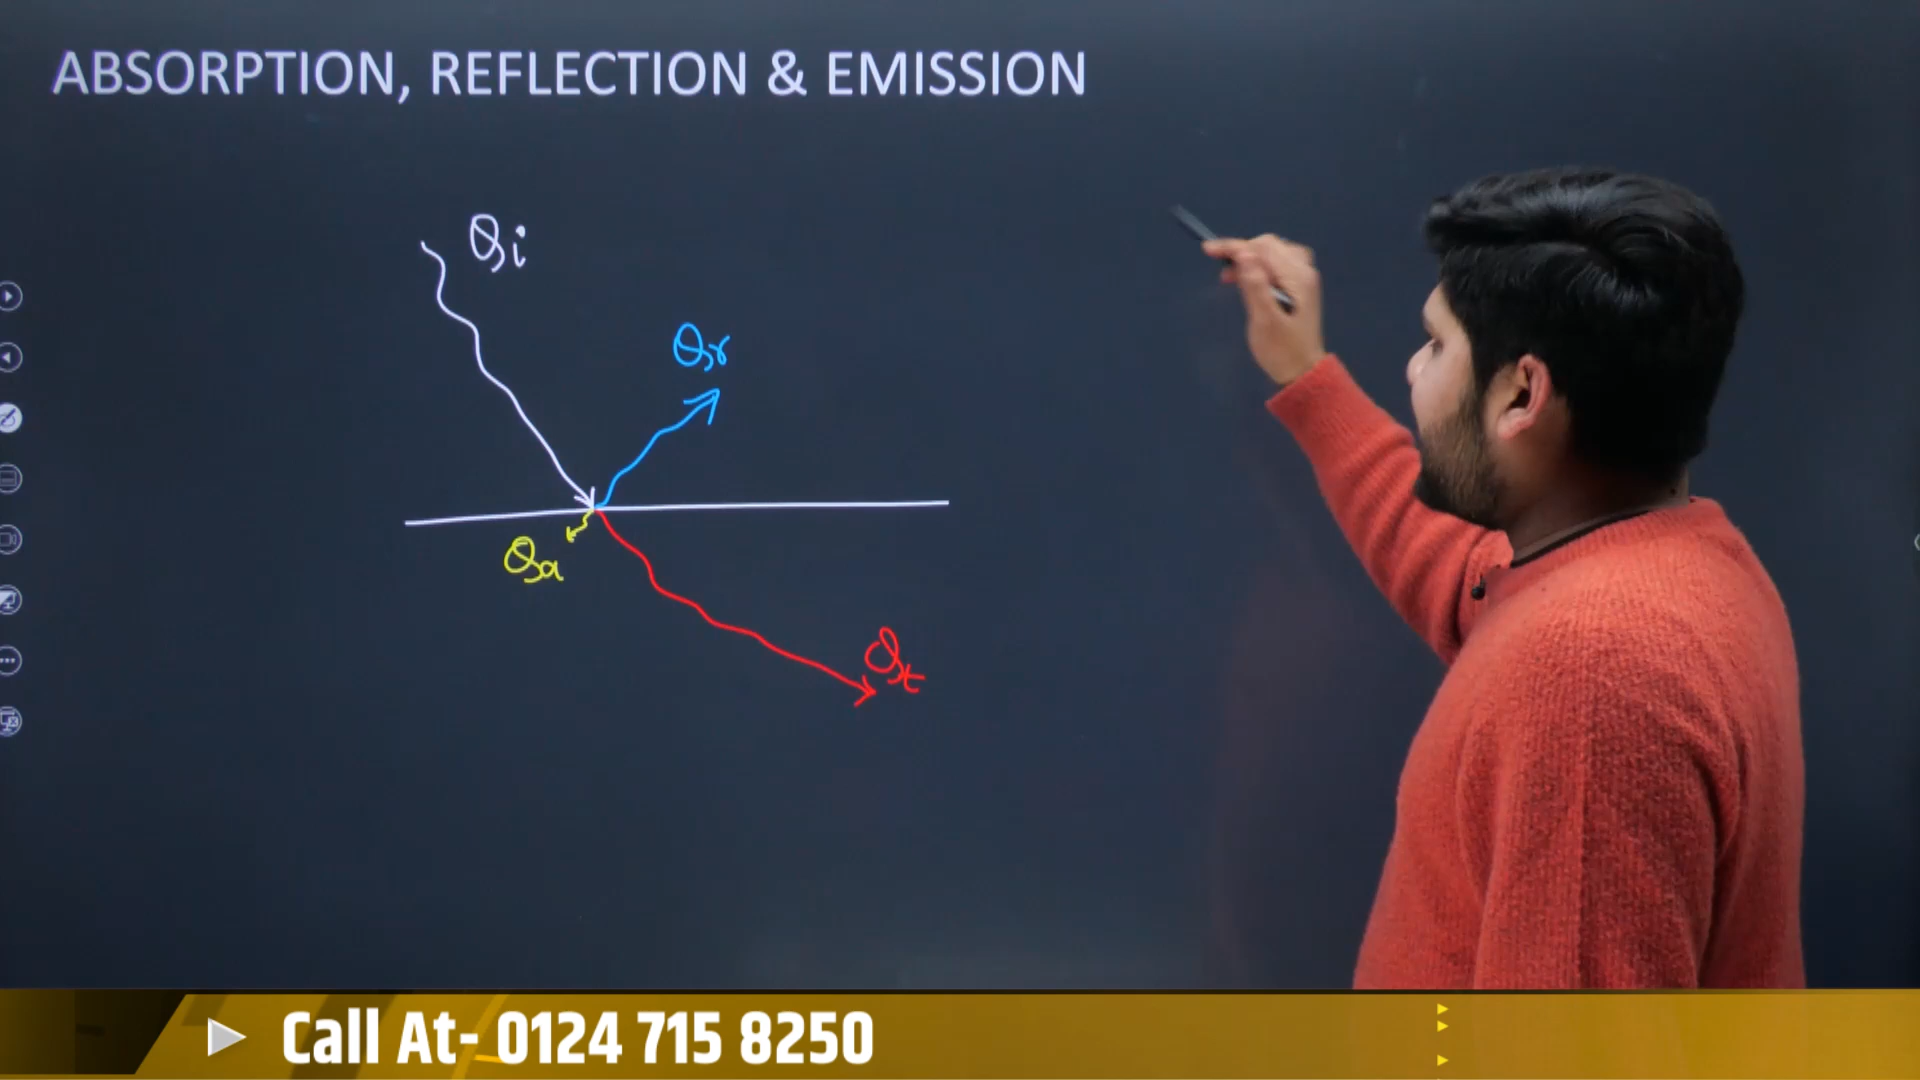 ABSORPTION, REFLECTION & EMISSION
Qi
Qr
Qa
Qt
Call At- 0124 715 8250